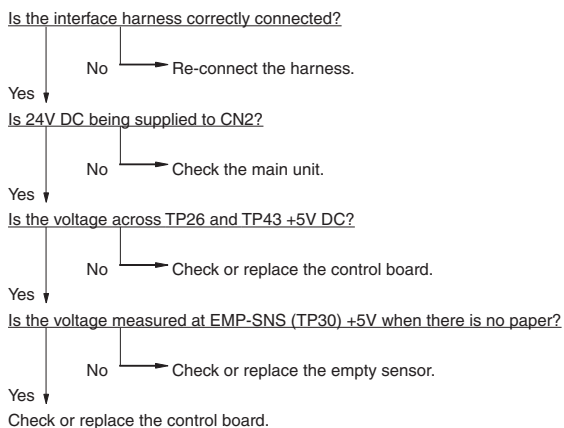 Is the interface harness correctly connected?
No
Re-connect the harness.
Yes
Is 24V DC being supplied to CN2?
No
Check the main unit.
Yes
Is the voltage across TP26 and TP43 +5V DC?
No
Check or replace the control board.
Yes
Is the voltage measured at EMP-SNS (TP30) +5V when there is no paper?
No
Check or replace the empty sensor.
Yes
Check or replace the control board.